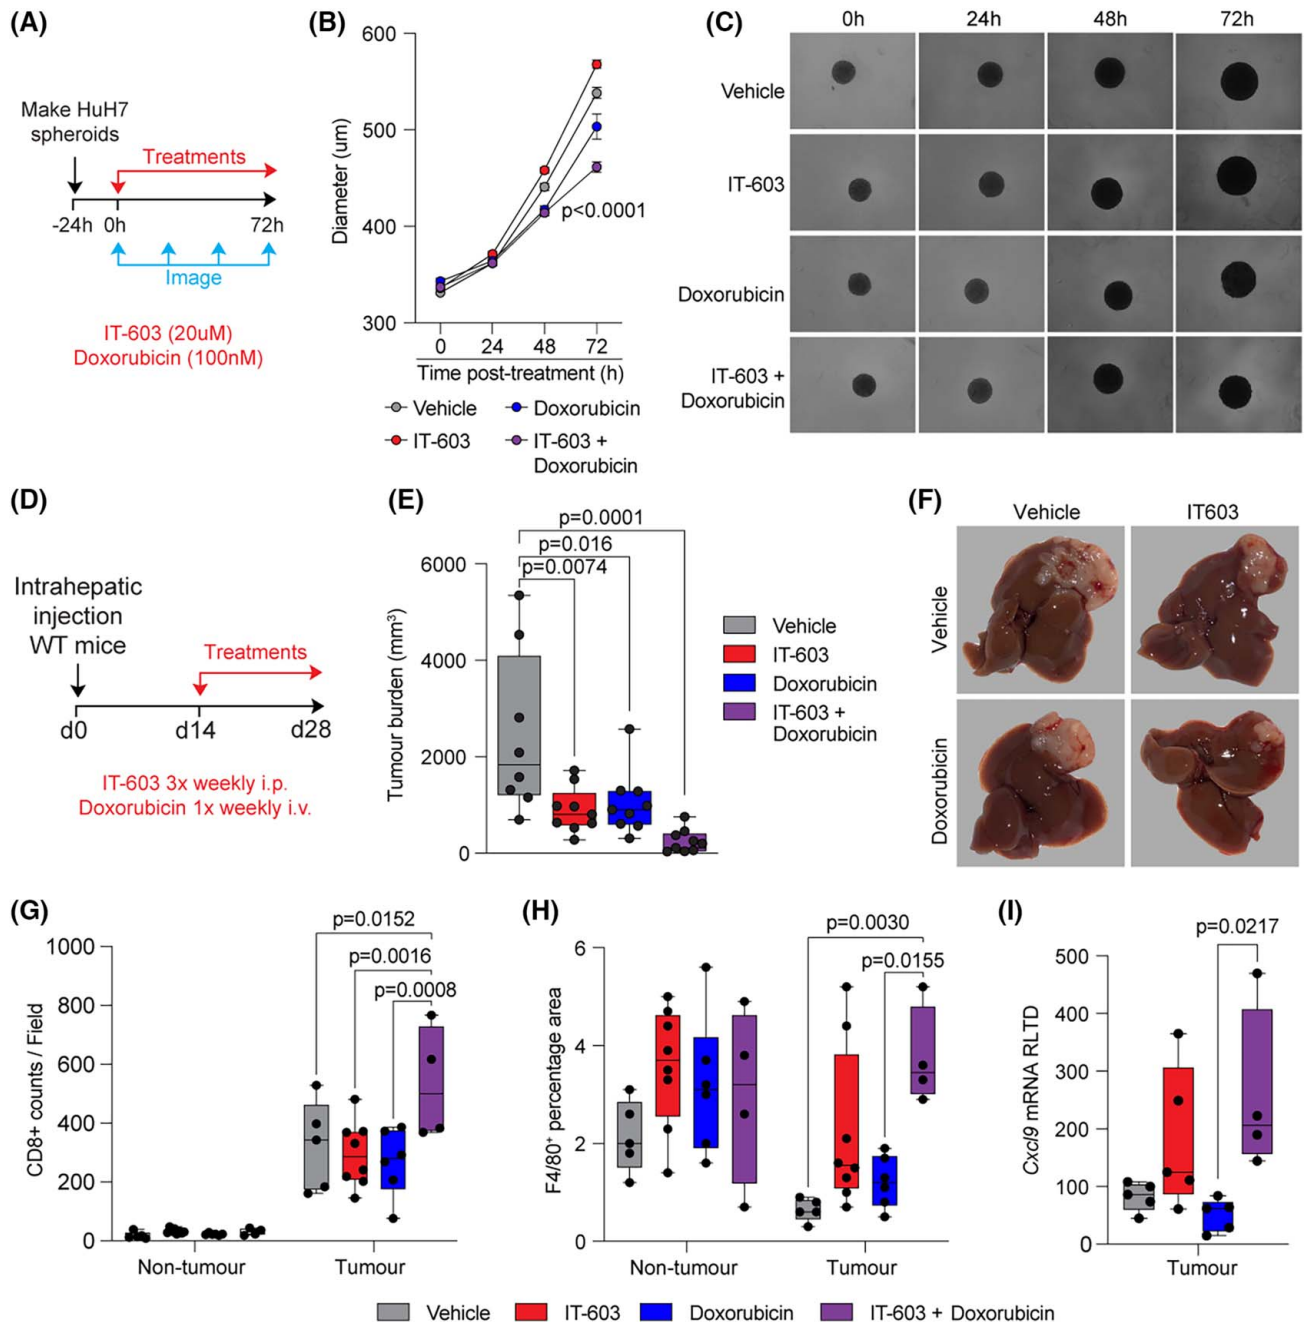 (A)
Make HuH7
spheroids
Treatments
-24h 0h 72h
Image
IT-603 (20uM)
Doxorubicin (100nM)
(B)
600
500
400
300
Diameter (um)
p<0.0001
0 24 48 72
Time post-treatment (h)
Vehicle Doxorubicin
IT-603 IT-603 +
Doxorubicin
(C)
0h 24h 48h 72h
Vehicle
IT-603
Doxorubicin
IT-603 +
Doxorubicin
(D)
Intrahepatic
injection
WT mice
Treatments
d0 d14 d28
IT-603 3x weekly i.p.
Doxorubicin 1x weekly i.v.
(E)
p=0.0001
p=0.016
p=0.0074
6000
4000
2000
0
Tumour burden (mm³)
Vehicle
IT-603
Doxorubicin
IT-603 +
Doxorubicin
(F)
Vehicle IT603
Vehicle
Doxorubicin
(G)
p=0.0152
p=0.0016
p=0.0008
1000
800
600
400
200
0
CD8+ counts / Field
Non-tumour Tumour
(H)
p=0.0030
p=0.0155
6
4
2
0
F4/80⁺ percentage area
Non-tumour Tumour
(I)
p=0.0217
500
400
300
200
100
0
Cxcl9 mRNA RLTD
Tumour
Vehicle IT-603 Doxorubicin IT-603 + Doxorubicin